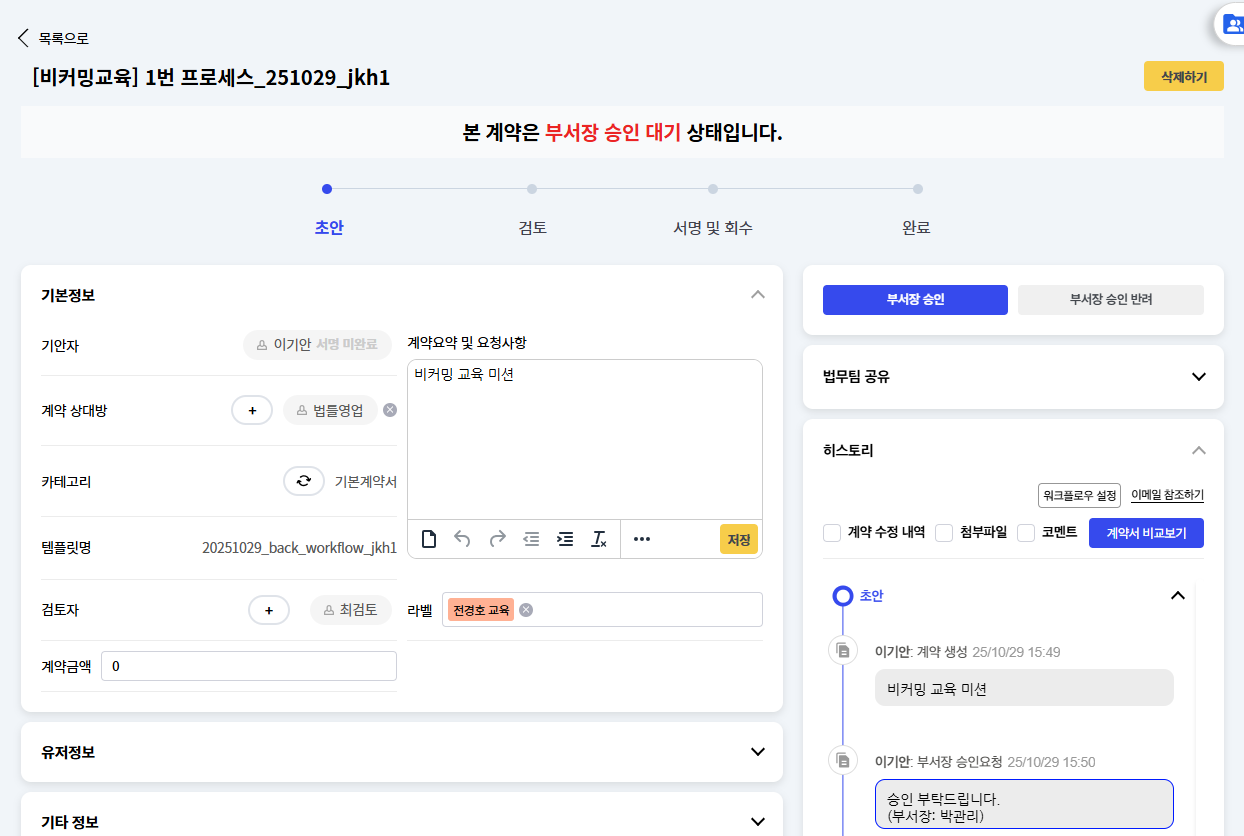 목록으로
[비커밍교육] 1번 프로세스_251029_jkh1
삭제하기
본 계약은 부서장 승인 대기 상태입니다.
초안
검토
서명 및 회수
완료
기본정보
기안자
이기안 서명 미완료
계약 상대방
+
법틀영업
카테고리
기본계약서
템플릿명
20251029_back_workflow_jkh1
검토자
+
최검토
계약금액
0
계약요약 및 요청사항
비커밍 교육 미션
저장
라벨
전경호 교육
유저정보
기타 정보
부서장 승인
부서장 승인 반려
법무팀 공유
히스토리
워크플로우 설정
이메일 참조하기
계약 수정 내역
첨부파일
코멘트
계약서 비교보기
초안
이기안: 계약 생성 25/10/29 15:49
비커밍 교육 미션
이기안: 부서장 승인요청 25/10/29 15:50
승인 부탁드립니다.
(부서장: 박관리)